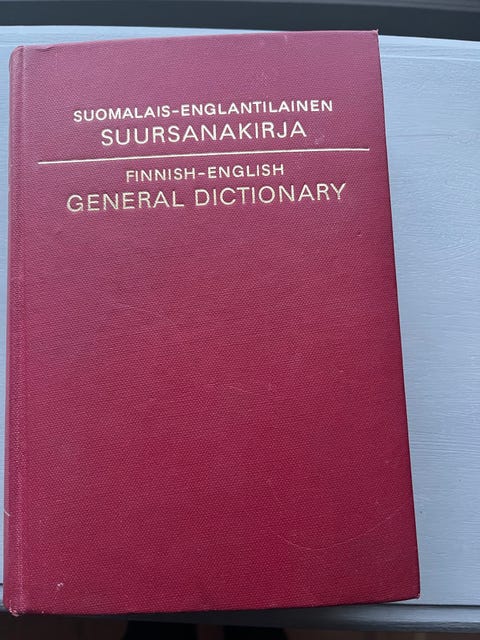 SUOMALAIS-ENGLANTILAINEN
SUURSANAKIRJA
FINNISH-ENGLISH
GENERAL DICTIONARY